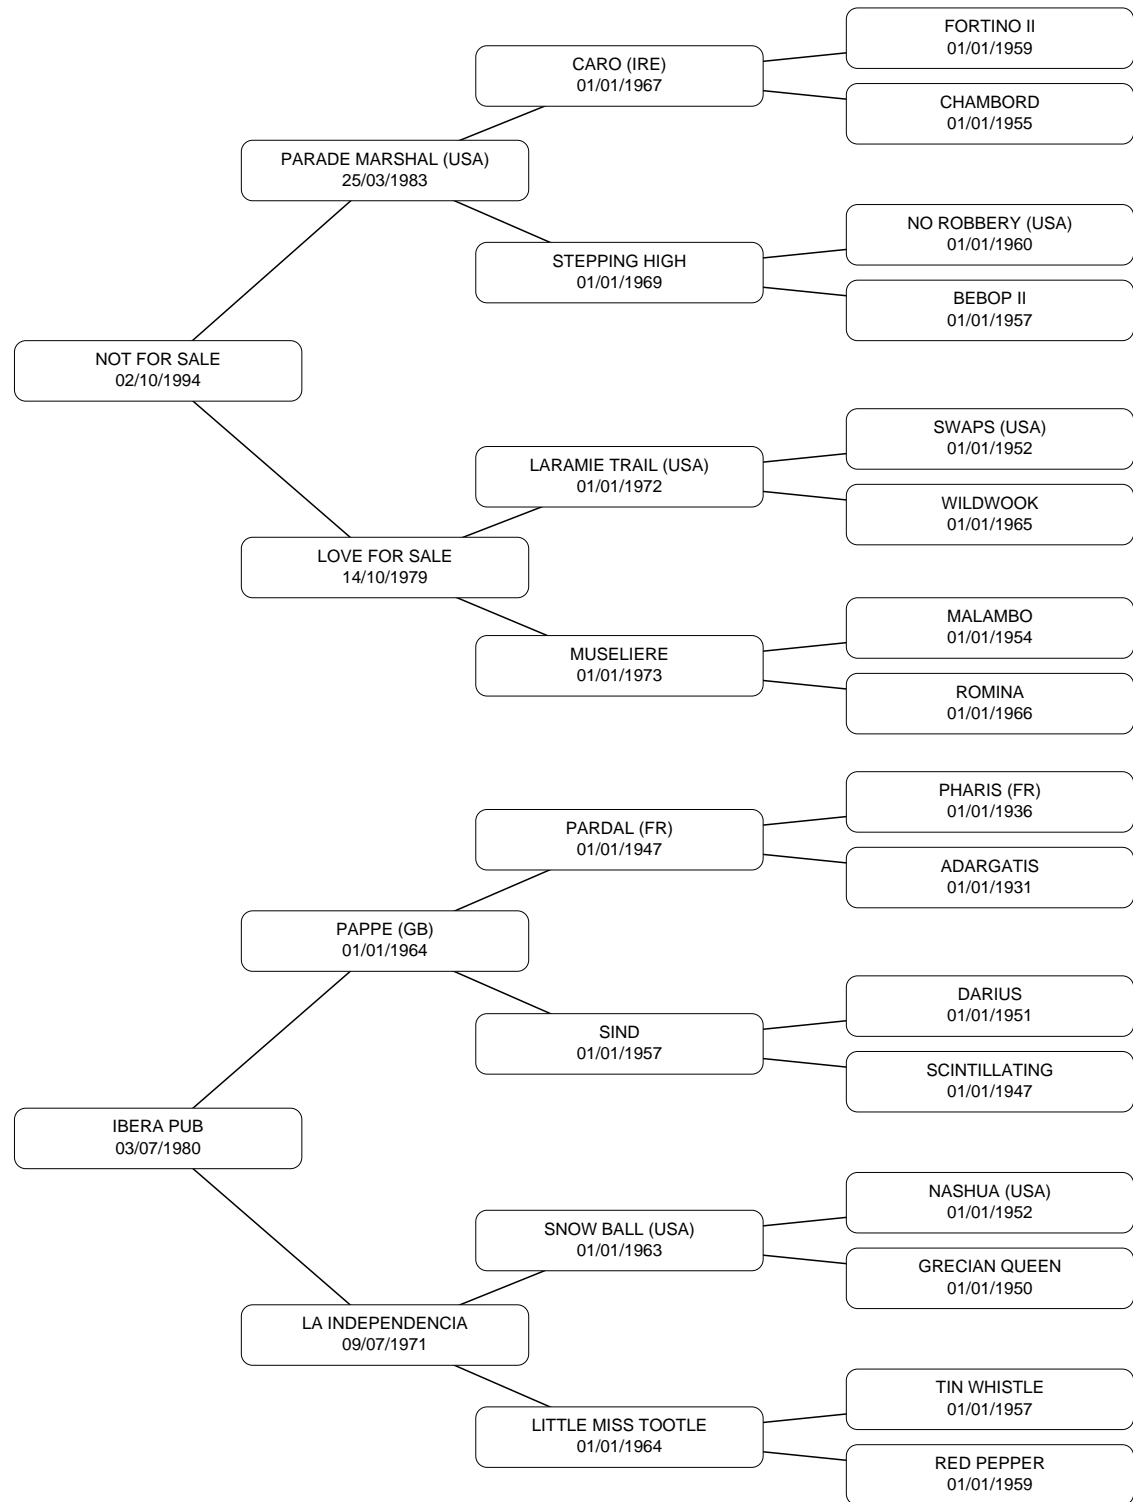 FORTINO II
01/01/1959
CARO (IRE)
01/01/1967
CHAMBORD
01/01/1955
PARADE MARSHAL (USA)
25/03/1983
NO ROBBERY (USA)
01/01/1960
STEPPING HIGH
01/01/1969
BEBOP II
01/01/1957
NOT FOR SALE
02/10/1994
SWAPS (USA)
01/01/1952
LARAMIE TRAIL (USA)
01/01/1972
WILDWOOK
01/01/1965
LOVE FOR SALE
14/10/1979
MALAMBO
01/01/1954
MUSELIERE
01/01/1973
ROMINA
01/01/1966
PHARIS (FR)
01/01/1936
PARDAL (FR)
01/01/1947
ADARGATIS
01/01/1931
PAPPE (GB)
01/01/1964
DARIUS
01/01/1951
SIND
01/01/1957
SCINTILLATING
01/01/1947
IBERA PUB
03/07/1980
NASHUA (USA)
01/01/1952
SNOW BALL (USA)
01/01/1963
GRECIAN QUEEN
01/01/1950
LA INDEPENDENCIA
09/07/1971
TIN WHISTLE
01/01/1957
LITTLE MISS TOOTLE
01/01/1964
RED PEPPER
01/01/1959